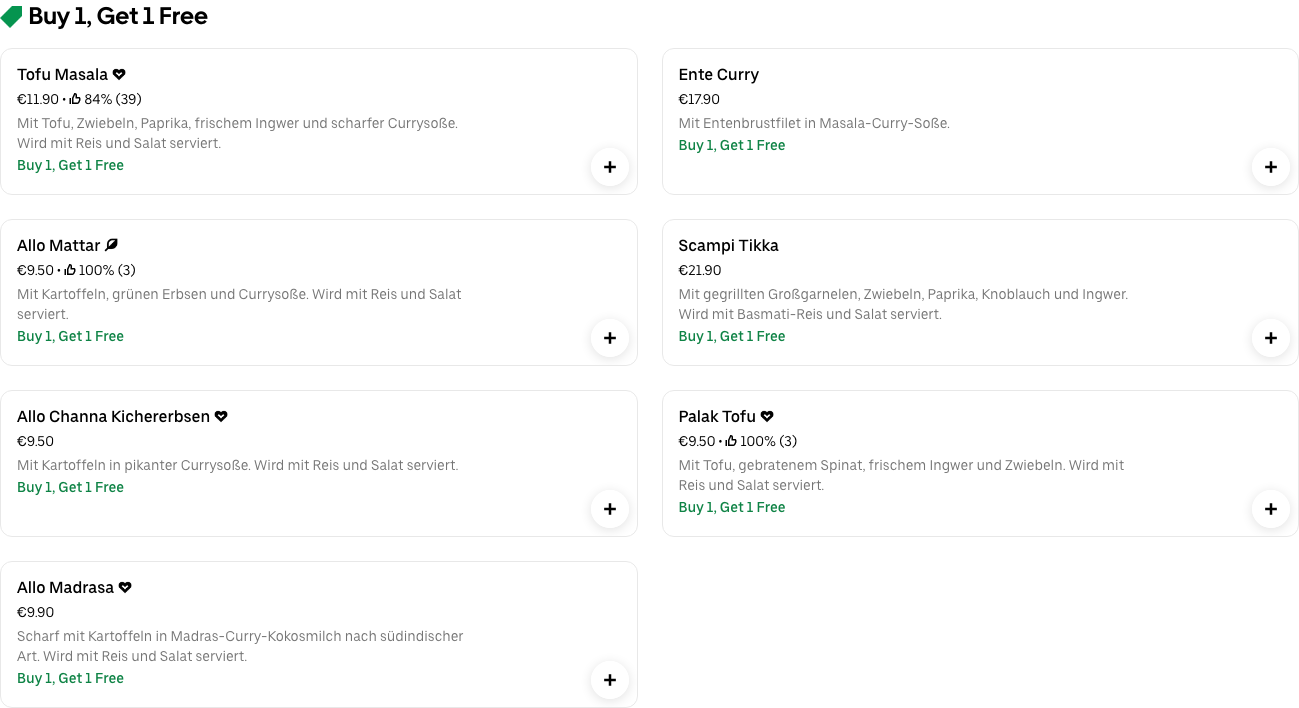 Buy 1, Get 1 Free
Tofu Masala
€11.90 • 84% (39)
Mit Tofu, Zwiebeln, Paprika, frischem Ingwer und scharfer Currysoße.
Wird mit Reis und Salat serviert.
Buy 1, Get 1 Free
Ente Curry
€17.90
Mit Entenbrustfilet in Masala-Curry-Soße.
Buy 1, Get 1 Free
Allo Mattar
€9.50 • 100% (3)
Mit Kartoffeln, grünen Erbsen und Currysoße. Wird mit Reis und Salat
serviert.
Buy 1, Get 1 Free
Scampi Tikka
€21.90
Mit gegrillten Großgarnelen, Zwiebeln, Paprika, Knoblauch und Ingwer.
Wird mit Basmati-Reis und Salat serviert.
Buy 1, Get 1 Free
Allo Channa Kichererbsen
€9.50
Mit Kartoffeln in pikanter Currysoße. Wird mit Reis und Salat serviert.
Buy 1, Get 1 Free
Palak Tofu
€9.50 • 100% (3)
Mit Tofu, gebratenem Spinat, frischem Ingwer und Zwiebeln. Wird mit
Reis und Salat serviert.
Buy 1, Get 1 Free
Allo Madrasa
€9.90
Scharf mit Kartoffeln in Madras-Curry-Kokosmilch nach südindischer
Art. Wird mit Reis und Salat serviert.
Buy 1, Get 1 Free